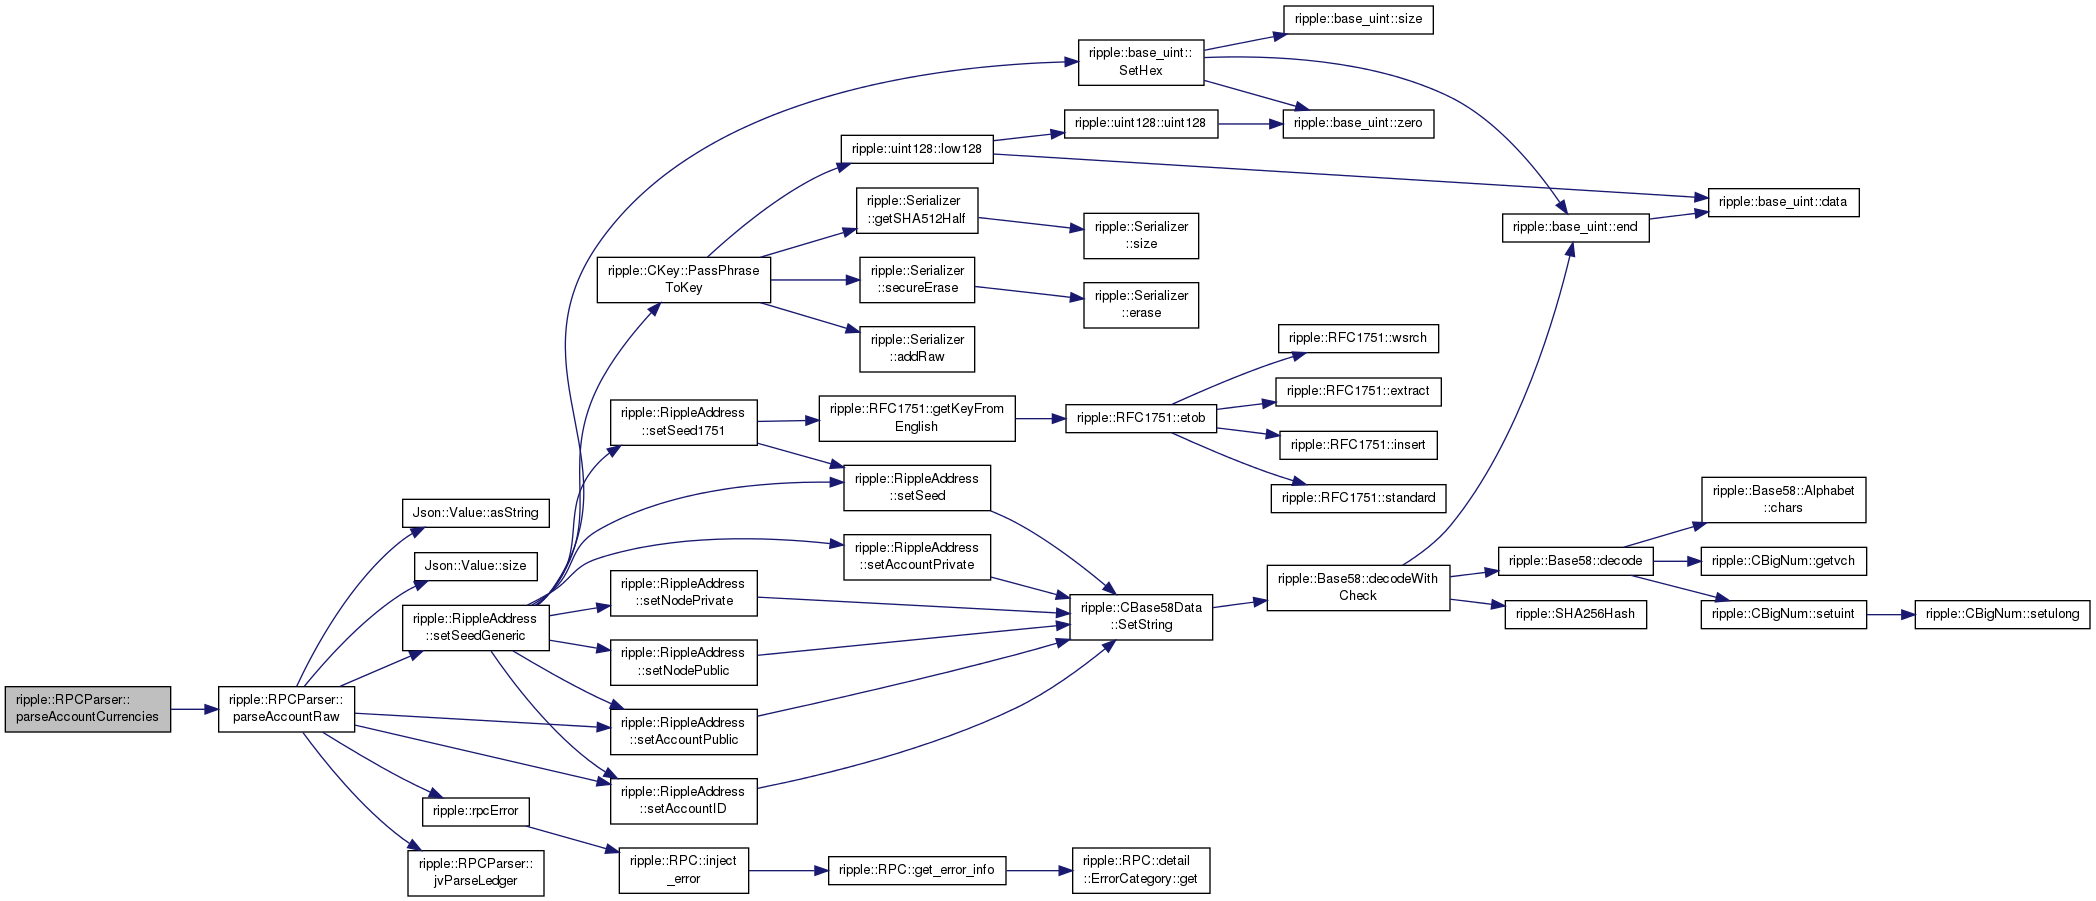 ripple::base_uint::size
ripple::base_uint::
SetHex
ripple::uint128::uint128
ripple::base_uint::zero
ripple::uint128::low128
ripple::Serializer
::getSHA512Half
ripple::base_uint::data
ripple::Serializer
::size
ripple::base_uint::end
ripple::CKey::PassPhrase
ToKey
ripple::Serializer
::secureErase
ripple::Serializer
::erase
ripple::Serializer
::addRaw
ripple::RFC1751::wsrch
ripple::RFC1751::extract
ripple::RippleAddress
::setSeed1751
ripple::RFC1751::getKeyFrom
English
ripple::RFC1751::etob
ripple::RFC1751::insert
ripple::RippleAddress
::setSeed
ripple::RFC1751::standard
ripple::Base58::Alphabet
::chars
Json::Value::asString
ripple::RippleAddress
::setAccountPrivate
Json::Value::size
ripple::Base58::decode
ripple::CBigNum::getvch
ripple::RippleAddress
::setNodePrivate
ripple::Base58::decodeWith
Check
ripple::RippleAddress
::setSeedGeneric
ripple::CBase58Data
::SetString
ripple::SHA256Hash
ripple::CBigNum::setuint
ripple::CBigNum::setulong
ripple::RippleAddress
::setNodePublic
ripple::RPCParser::
parseAccountCurrencies
ripple::RPCParser::
parseAccountRaw
ripple::RippleAddress
::setAccountPublic
ripple::RippleAddress
::setAccountID
ripple::rpcError
ripple::RPCParser::
jvParseLedger
ripple::RPC::inject
_error
ripple::RPC::get_error_info
ripple::RPC::detail
::ErrorCategory::get